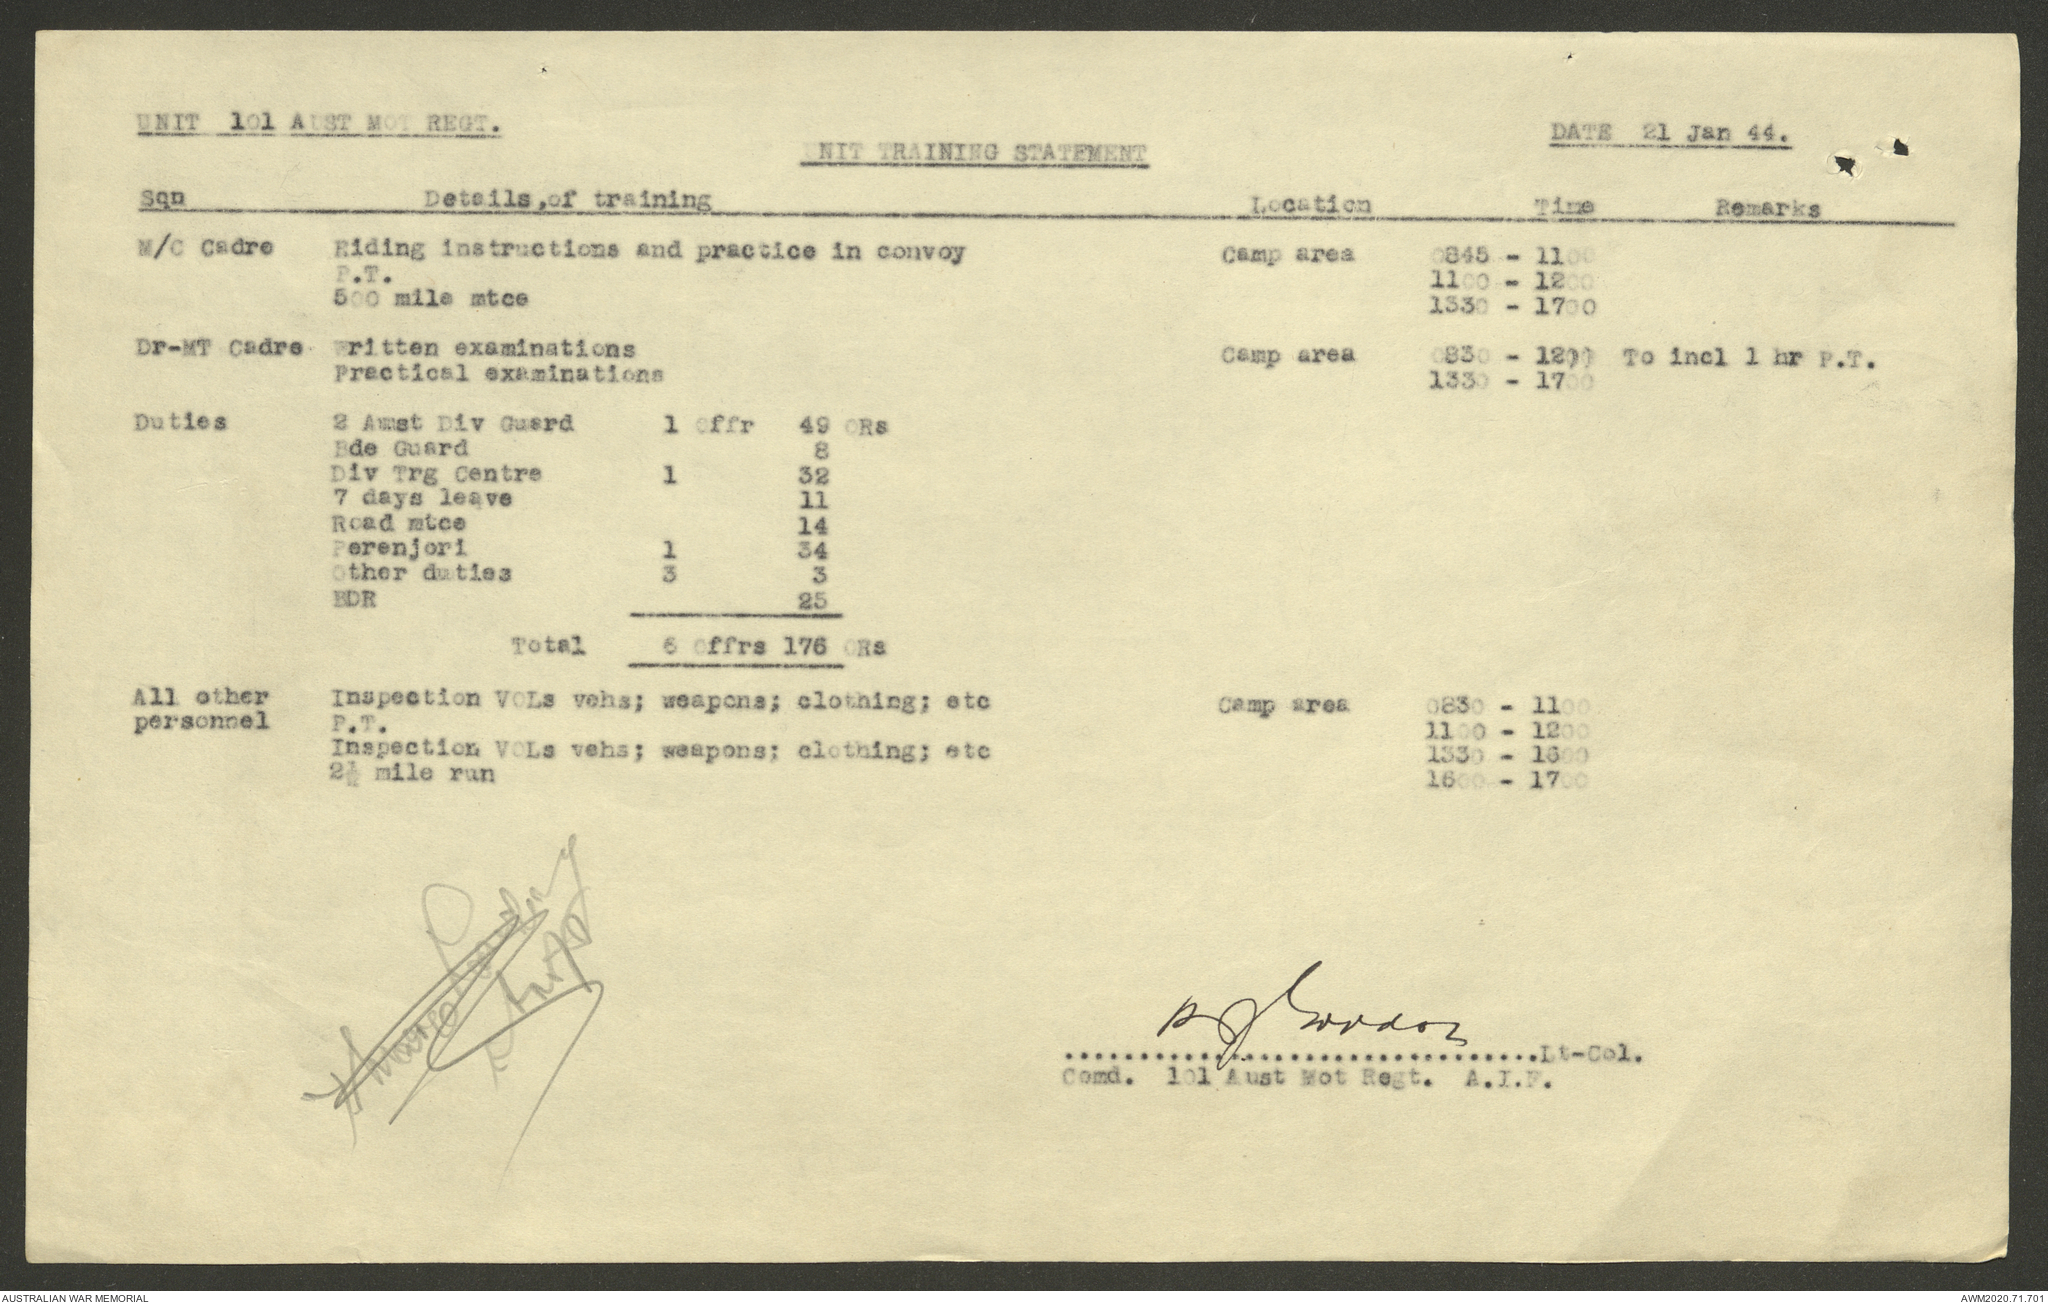 UNIT 101 AUST MOT REGT.
DATE 21 Jan 44.
UNIT TRAINING STATEMENT
Sqn Details,of training Location Time Remarks
M/C Cadre Riding instructions and practice in convoy Camp area 0845 - 1100
P.T. 1100 - 1200
500 mile mtce 1330 - 1700
Dr-MT Cadre Written examinations Camp area 0830 - 12)) To incl 1 hr P.T.
Practical examinations 1330 - 1700
Duties 2 Aust Div Guard 1 Offr 49 ORs
Bde Guard 8
Div Trg Centre 1 32
7 days leave 11
Road mtce 14
Perenjori 1 34
Other duties 3 3
BDR 25
Total 6 Offrs 176 ORs
All other Inspection VOLs vehs; weapons; clothing; etc Camp area 0830 - 1100
personnel P.T. 1100 - 1200
Inspection VOLs vehs; weapons; clothing; etc 1330 - 1600
2½ mile run 1600 - 1700
..................................Lt-Col.
Comd. 101 Aust Mot Regt. A.I.F.
AUSTRALIAN WAR MEMORIAL
AWM2020.71.701